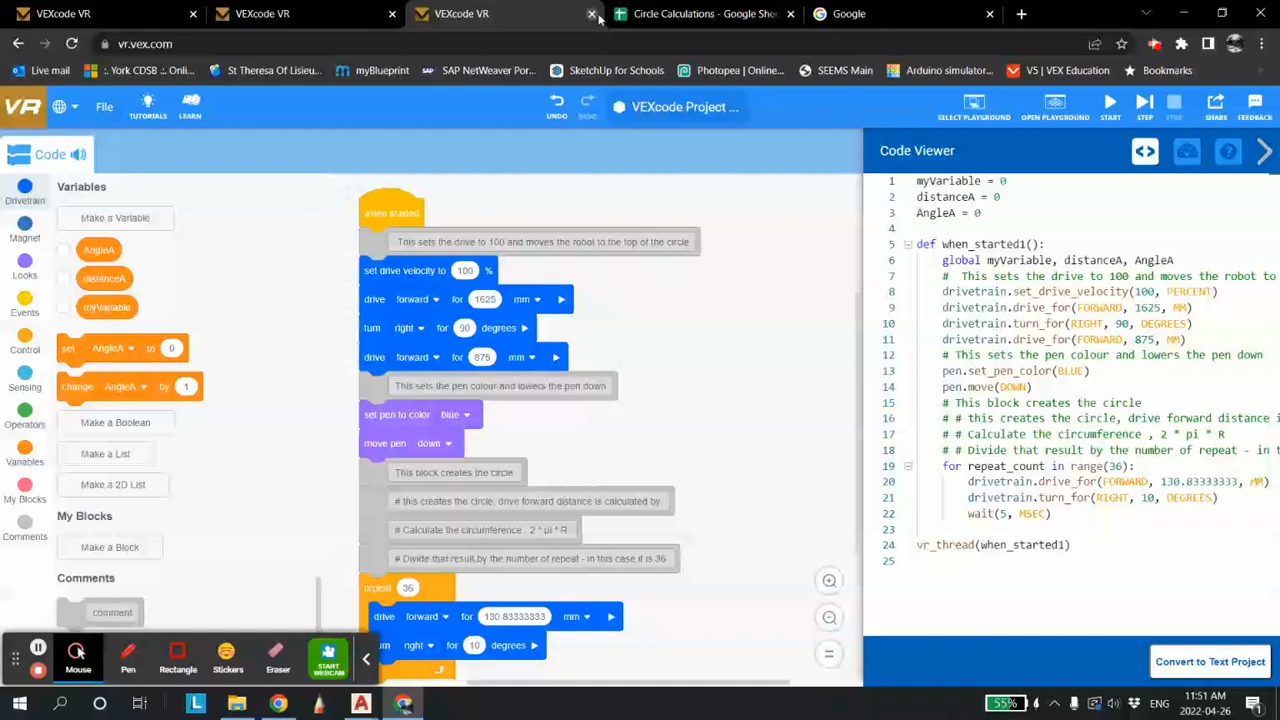 VEXcode VR
VEXcode VR
VEXcode VR
Circle Calculations - Google She
Google
vr.vex.com
Live mail
: York CDSB :. Onli...
St Theresa Of Lisieu...
myBlueprint
SAP NetWeaver Por...
SketchUp for Schools
Photopea | Online...
SEEMS Main
Arduino simulator...
V5 | VEX Education
Bookmarks
VR
File
TUTORIALS
LEARN
UNDO
REDO
VEXcode Project ...
SELECT PLAYGROUND
OPEN PLAYGROUND
START
STEP
STOP
SHARE
FEEDBACK
Code
Drivetrain
Magnet
Looks
Events
Control
Sensing
Operators
Variables
My Blocks
Comments
Variables
Make a Variable
AngleA
distanceA
myVariable
set AngleA to 0
change AngleA by 1
Make a Boolean
Make a List
Make a 2D List
My Blocks
Make a Block
Comments
comment
when started
This sets the drive to 100 and moves the robot to the top of the circle
set drive velocity to 100 %
drive forward for 1625 mm
turn right for 90 degrees
drive forward for 875 mm
This sets the pen colour and lowers the pen down
set pen to color blue
move pen down
This block creates the circle
# this creates the circle, drive forward distance is calculated by
# Calculate the circumference , 2 * pi * R
# Divide that result by the number of repeat - in this case it is 36
repeat 36
drive forward for 130.83333333 mm
rn right for 10 degrees
Code Viewer
1 myVariable = 0
2 distanceA = 0
3 AngleA = 0
4
5 def when_started1():
6 global myVariable, distanceA, AngleA
7 # This sets the drive to 100 and moves the robot to
8 drivetrain.set_drive_velocity(100, PERCENT)
9 drivetrain.drive_for(FORWARD, 1625, MM)
10 drivetrain.turn_for(RIGHT, 90, DEGREES)
11 drivetrain.drive_for(FORWARD, 875, MM)
12 # This sets the pen colour and lowers the pen down
13 pen.set_pen_color(BLUE)
14 pen.move(DOWN)
15 # This block creates the circle
16 # # this creates the circle, drive forward distance i
17 # # Calculate the circumference , 2 * pi * R
18 # # Divide that result by the number of repeat - in t
19 for repeat_count in range(36):
20 drivetrain.drive_for(FORWARD, 130.83333333, MM)
21 drivetrain.turn_for(RIGHT, 10, DEGREES)
22 wait(5, MSEC)
23
24 vr_thread(when_started1)
25
Convert to Text Project
Mouse
Pen
Rectangle
Stickers
Eraser
START
WEBCAM
55%
ENG
11:51 AM
2022-04-26
1